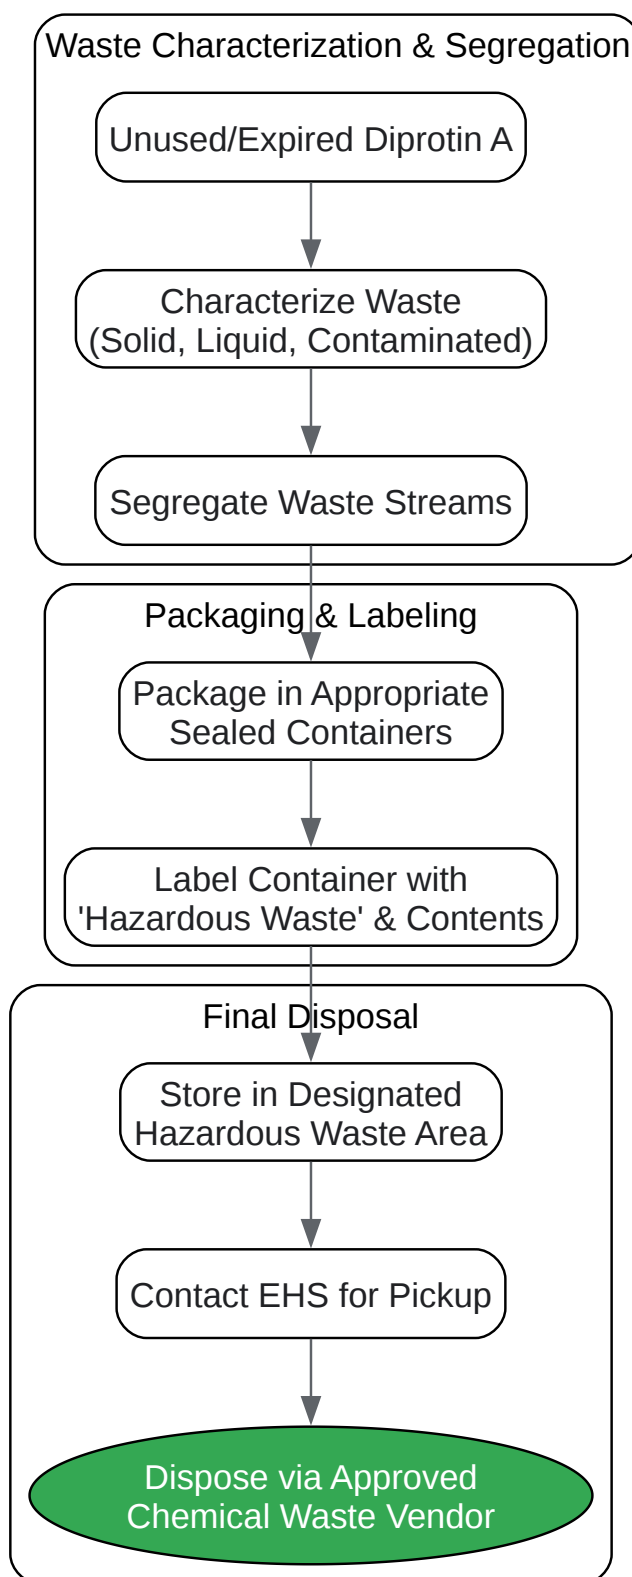 Waste Characterization & Segregation
Unused/Expired Diprotin A
Characterize Waste
(Solid, Liquid, Contaminated)
Segregate Waste Streams
Packaging & Labeling
Package in Appropriate
Sealed Containers
Label Container with
'Hazardous Waste' & Contents
Final Disposal
Store in Designated
Hazardous Waste Area
Contact EHS for Pickup
Dispose via Approved
Chemical Waste Vendor